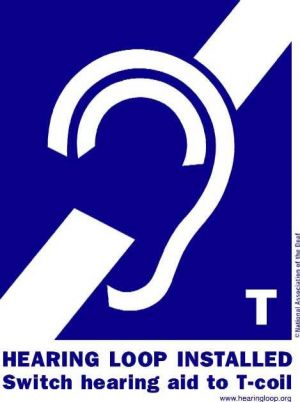 T
HEARING LOOP INSTALLED
Switch hearing aid to T-coil
www.hearingloop.org
©National Association of the Deaf